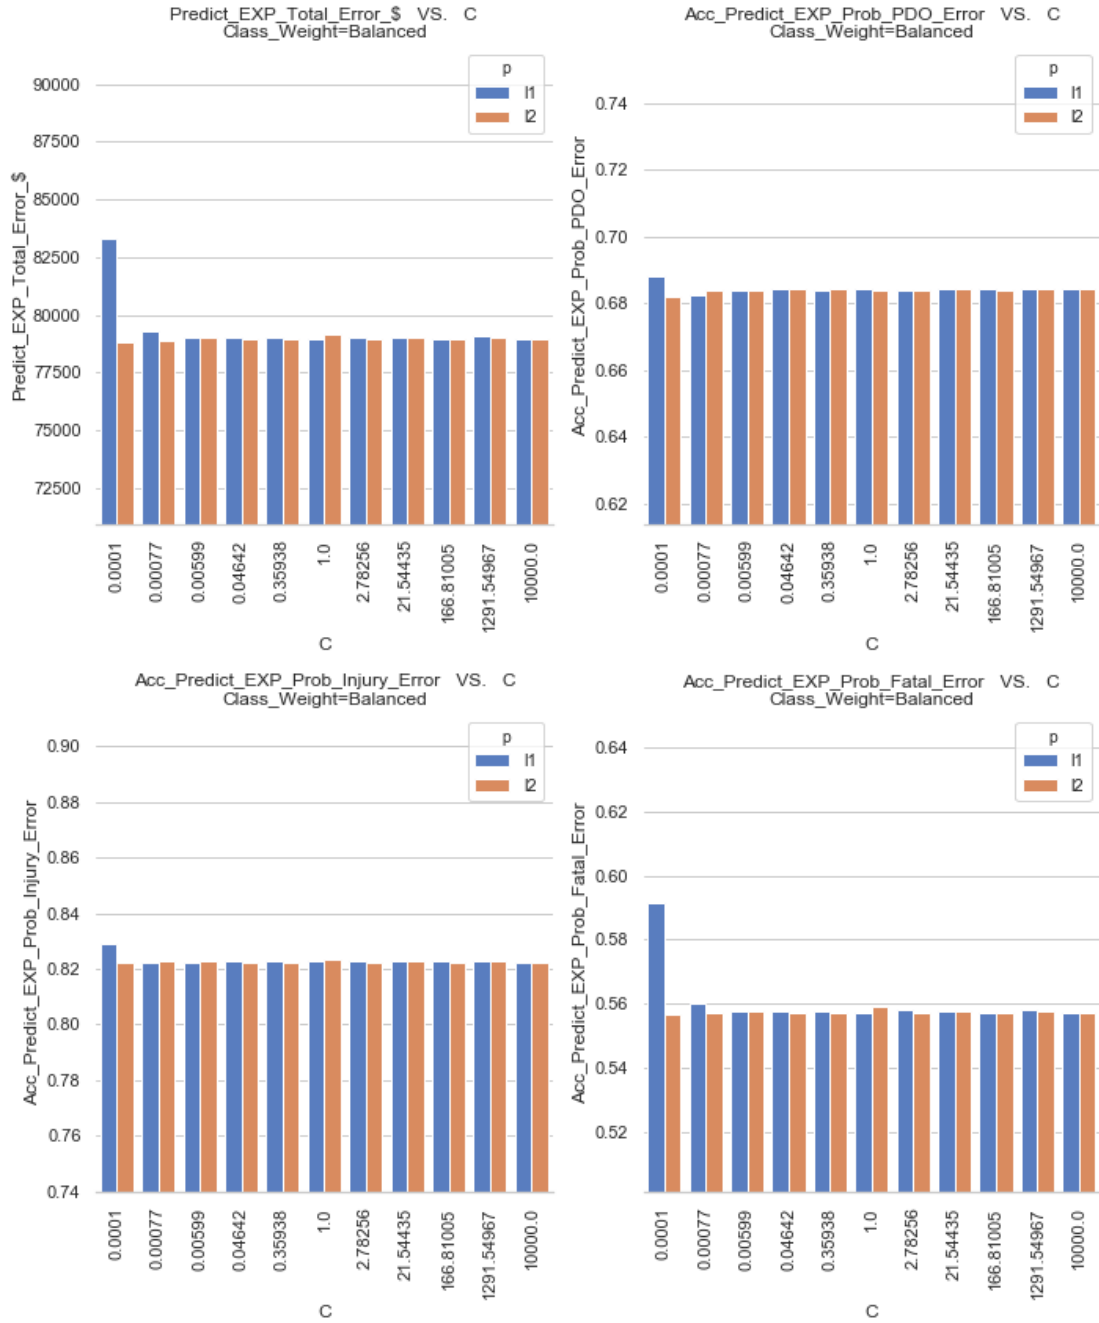 Predict_EXP_Total_Error_$ VS. C
Class_Weight=Balanced
p
l1
l2
90000
87500
85000
82500
80000
77500
75000
72500
Predict_EXP_Total_Error_$
0.0001
0.00077
0.00599
0.04642
0.35938
1.0
2.78256
21.54435
166.81005
1291.54967
10000.0
C
Acc_Predict_EXP_Prob_PDO_Error VS. C
Class_Weight=Balanced
p
l1
l2
0.74
0.72
0.70
0.68
0.66
0.64
0.62
Acc_Predict_EXP_Prob_PDO_Error
0.0001
0.00077
0.00599
0.04642
0.35938
1.0
2.78256
21.54435
166.81005
1291.54967
10000.0
C
Acc_Predict_EXP_Prob_Injury_Error VS. C
Class_Weight=Balanced
p
l1
l2
0.90
0.88
0.86
0.84
0.82
0.80
0.78
0.76
0.74
Acc_Predict_EXP_Prob_Injury_Error
0.0001
0.00077
0.00599
0.04642
0.35938
1.0
2.78256
21.54435
166.81005
1291.54967
10000.0
C
Acc_Predict_EXP_Prob_Fatal_Error VS. C
Class_Weight=Balanced
p
l1
l2
0.64
0.62
0.60
0.58
0.56
0.54
0.52
Acc_Predict_EXP_Prob_Fatal_Error
0.0001
0.00077
0.00599
0.04642
0.35938
1.0
2.78256
21.54435
166.81005
1291.54967
10000.0
C